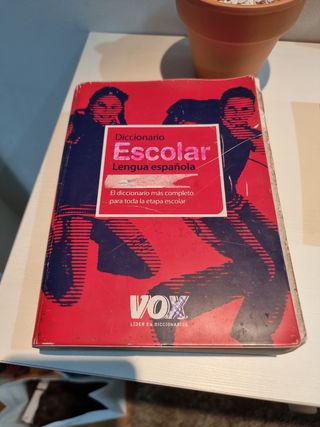 Diccionario
Escolar
Lengua española
El diccionario más completo
para toda la etapa escolar
VOX
LÍDER EN DICCIONARIOS